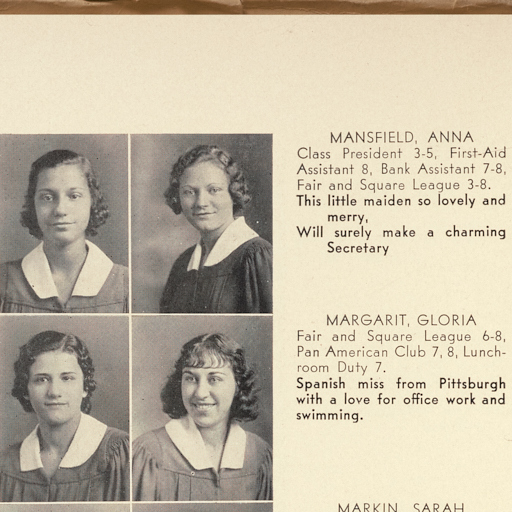 MANSFIELD, ANNA
Class President 3-5, First-Aid
Assistant 8, Bank Assistant 7-8,
Fair and Square League 3-8.
This little maiden so lovely and
merry,
Will surely make a charming
Secretary
MARGARIT, GLORIA
Fair and Square League 6-8,
Pan American Club 7, 8, Lunch-
room Duty 7.
Spanish miss from Pittsburgh
with a love for office work and
swimming.
MARKIN, SARAH